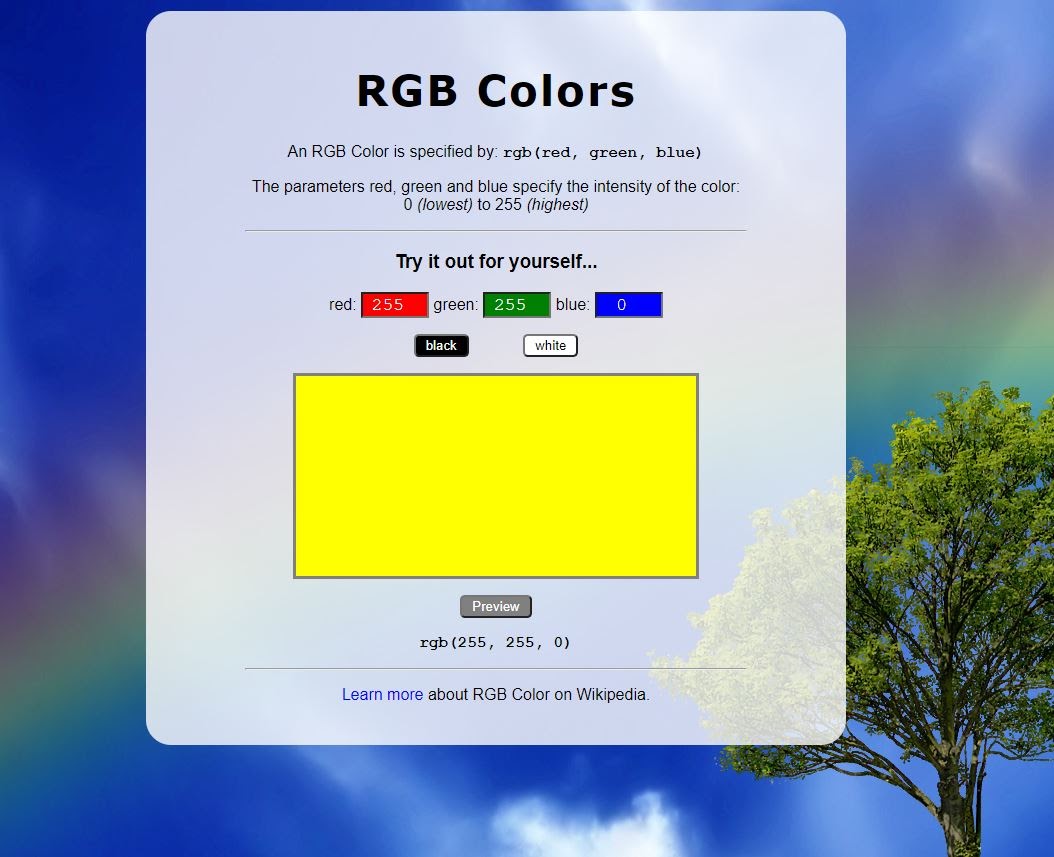 RGB Colors
An RGB Color is specified by: rgb(red, green, blue)
The parameters red, green and blue specify the intensity of the color:
0 (lowest) to 255 (highest)
Try it out for yourself...
red: 255 green: 255 blue: 0
black white
Preview
rgb(255, 255, 0)
Learn more about RGB Color on Wikipedia.